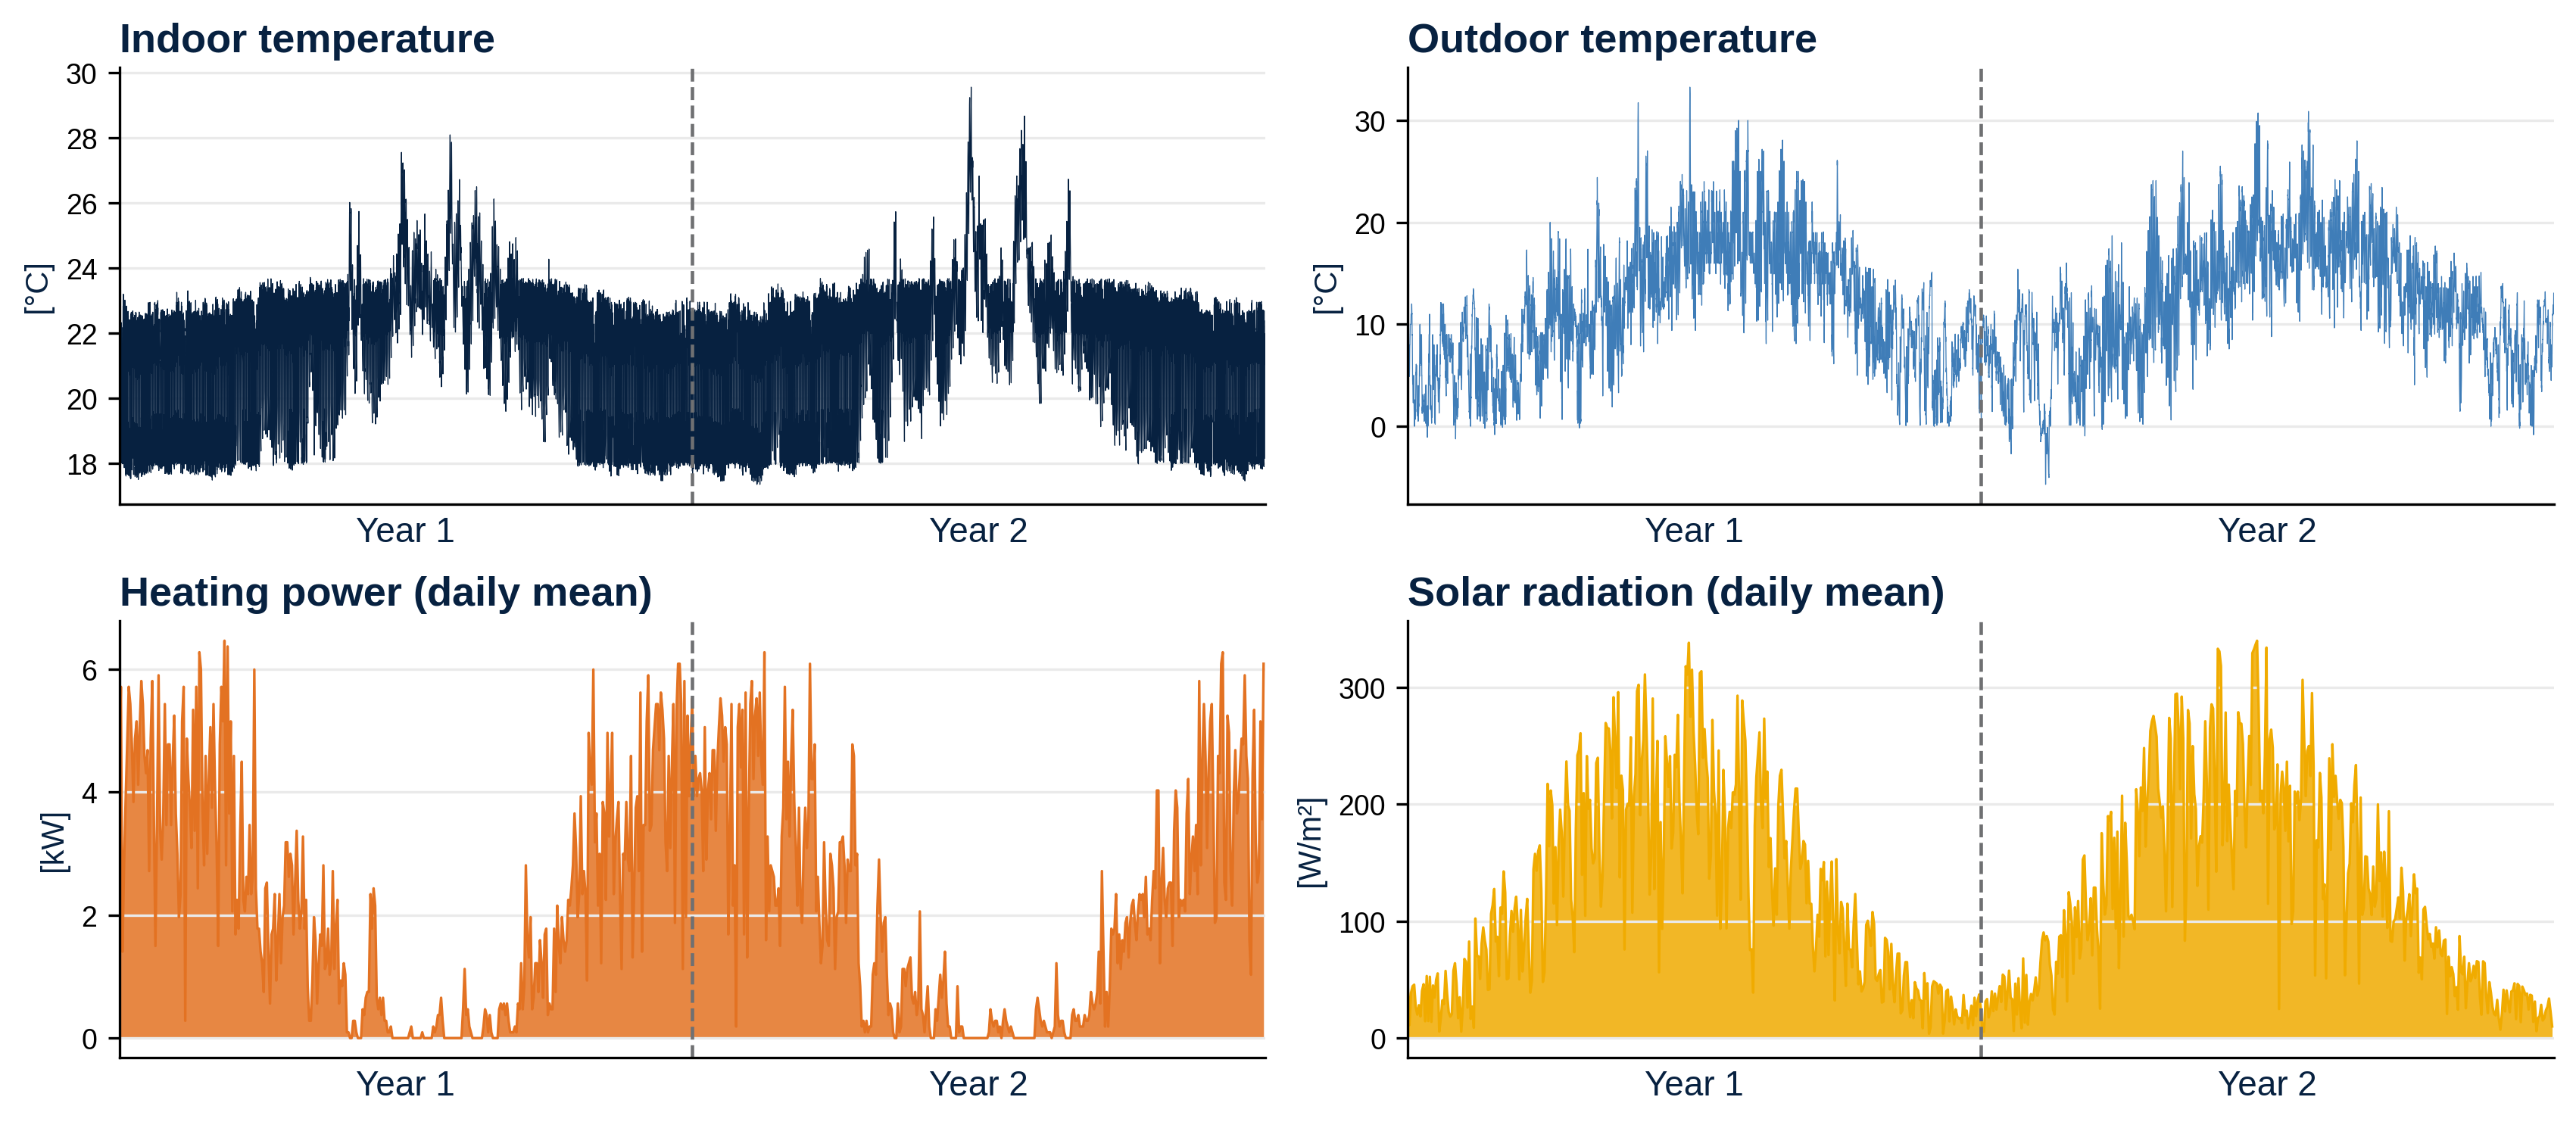 Indoor temperature
30
28
26
24
22
20
18
[°C]
Year 1
Year 2
Outdoor temperature
30
20
10
0
[°C]
Year 1
Year 2
Heating power (daily mean)
6
4
2
0
[kW]
Year 1
Year 2
Solar radiation (daily mean)
300
200
100
0
[W/m²]
Year 1
Year 2